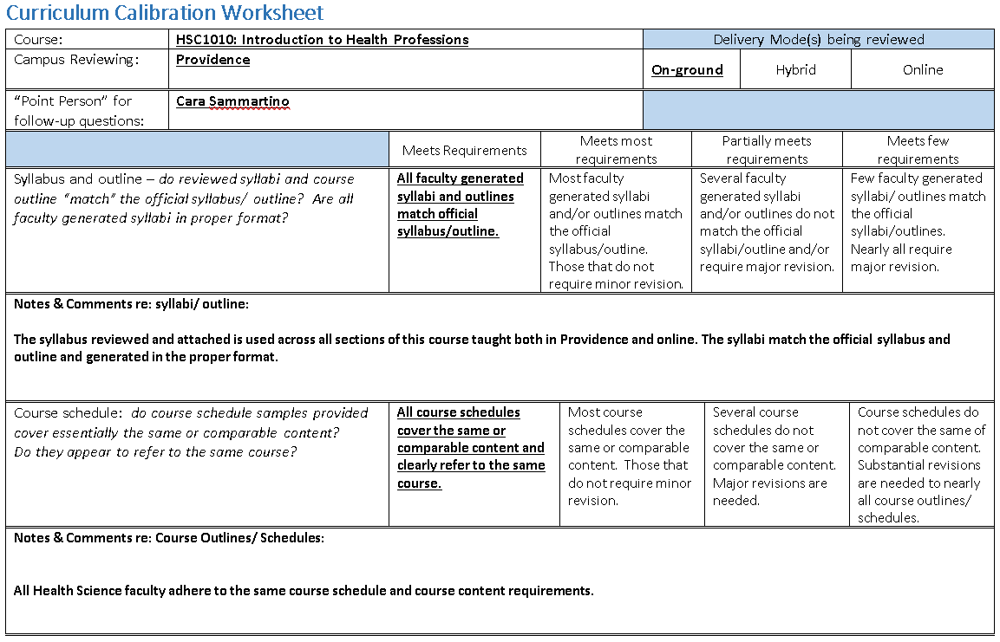 Curriculum Calibration Worksheet
Course:
HSC1010: Introduction to Health Professions
Delivery Mode(s) being reviewed
Campus Reviewing:
Providence
On-ground
Hybrid
Online
“Point Person” for
follow-up questions:
Cara Sammartino
Meets Requirements
Meets most
requirements
Partially meets
requirements
Meets few
requirements
Syllabus and outline – do reviewed syllabi and course
outline “match” the official syllabus/ outline? Are all
faculty generated syllabi in proper format?
All faculty generated
syllabi and outlines
match official
syllabus/outline.
Most faculty
generated syllabi
and/or outlines match
the official
syllabus/outline.
Those that do not
require minor revision.
Several faculty
generated syllabi
and/or outlines do not
match the official
syllabi/outline and/or
require major revision.
Few faculty generated
syllabi/ outlines match
the official
syllabi/outlines.
Nearly all require
major revision.
Notes & Comments re: syllabi/ outline:
The syllabus reviewed and attached is used across all sections of this course taught both in Providence and online. The syllabi match the official syllabus and
outline and generated in the proper format.
Course schedule: do course schedule samples provided
cover essentially the same or comparable content?
Do they appear to refer to the same course?
All course schedules
cover the same or
comparable content and
clearly refer to the same
course.
Most course
schedules cover the
same or comparable
content. Those that
do not require minor
revision.
Several course
schedules do not
cover the same or
comparable content.
Major revisions are
needed.
Course schedules do
not cover the same of
comparable content.
Substantial revisions
are needed to nearly
all course outlines/
schedules.
Notes & Comments re: Course Outlines/ Schedules:
All Health Science faculty adhere to the same course schedule and course content requirements.